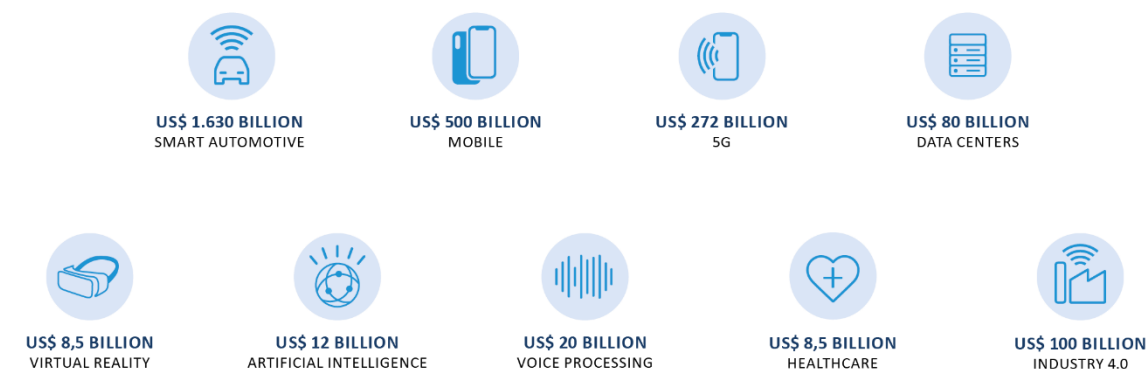 US$ 1.630 BILLION
SMART AUTOMOTIVE
US$ 500 BILLION
MOBILE
US$ 272 BILLION
5G
US$ 80 BILLION
DATA CENTERS
US$ 8,5 BILLION
VIRTUAL REALITY
US$ 12 BILLION
ARTIFICIAL INTELLIGENCE
US$ 20 BILLION
VOICE PROCESSING
US$ 8,5 BILLION
HEALTHCARE
US$ 100 BILLION
INDUSTRY 4.0